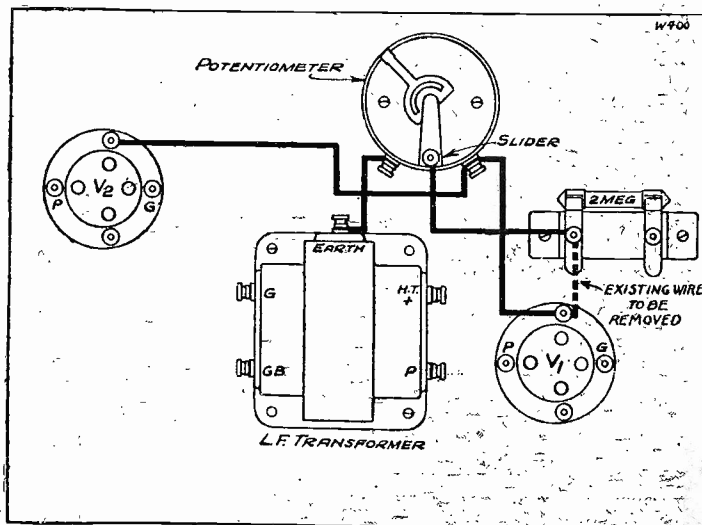 W400
POTENTIOMETER
SLIDER
V2
P
G
2 MEG
EARTH
G
H.T.
+
EXISTING WIRE
TO BE
REMOVED
GB
P
P
G
V1
L.F. TRANSFORMER